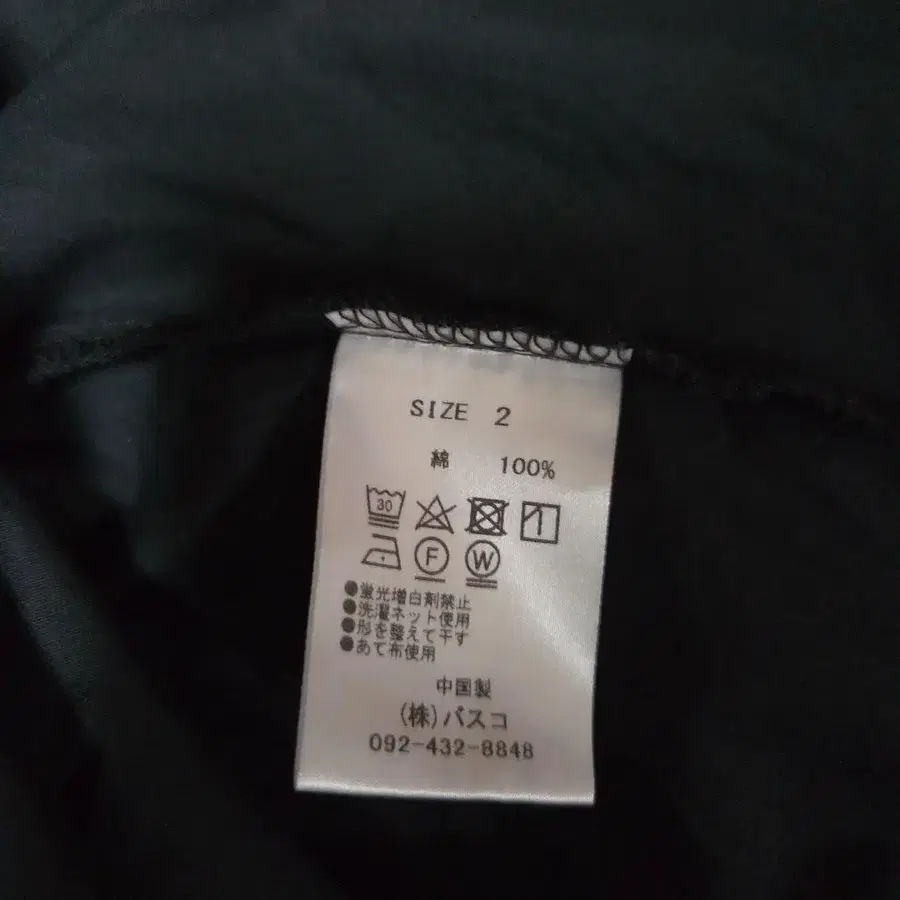 SIZE 2
綿 100%
30
F W
●蛍光増白剤禁止
●洗濯ネット使用
●形を整えて干す
●あて布使用
中国製
(株)バスコ
092-432-8848